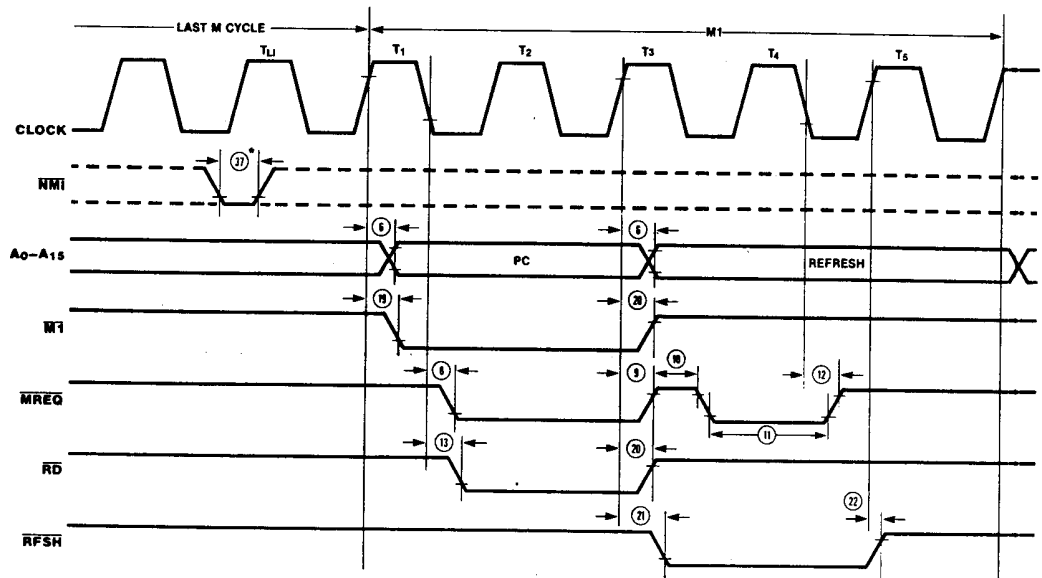 LAST M CYCLE M1
TLI T1 T2 T3 T4 T5
CLOCK
37*
NMI
6 6
A0–A15 PC REFRESH
19 20
M1
6 9 10 12
MREQ
11
13 20
RD
22
21
RFSH